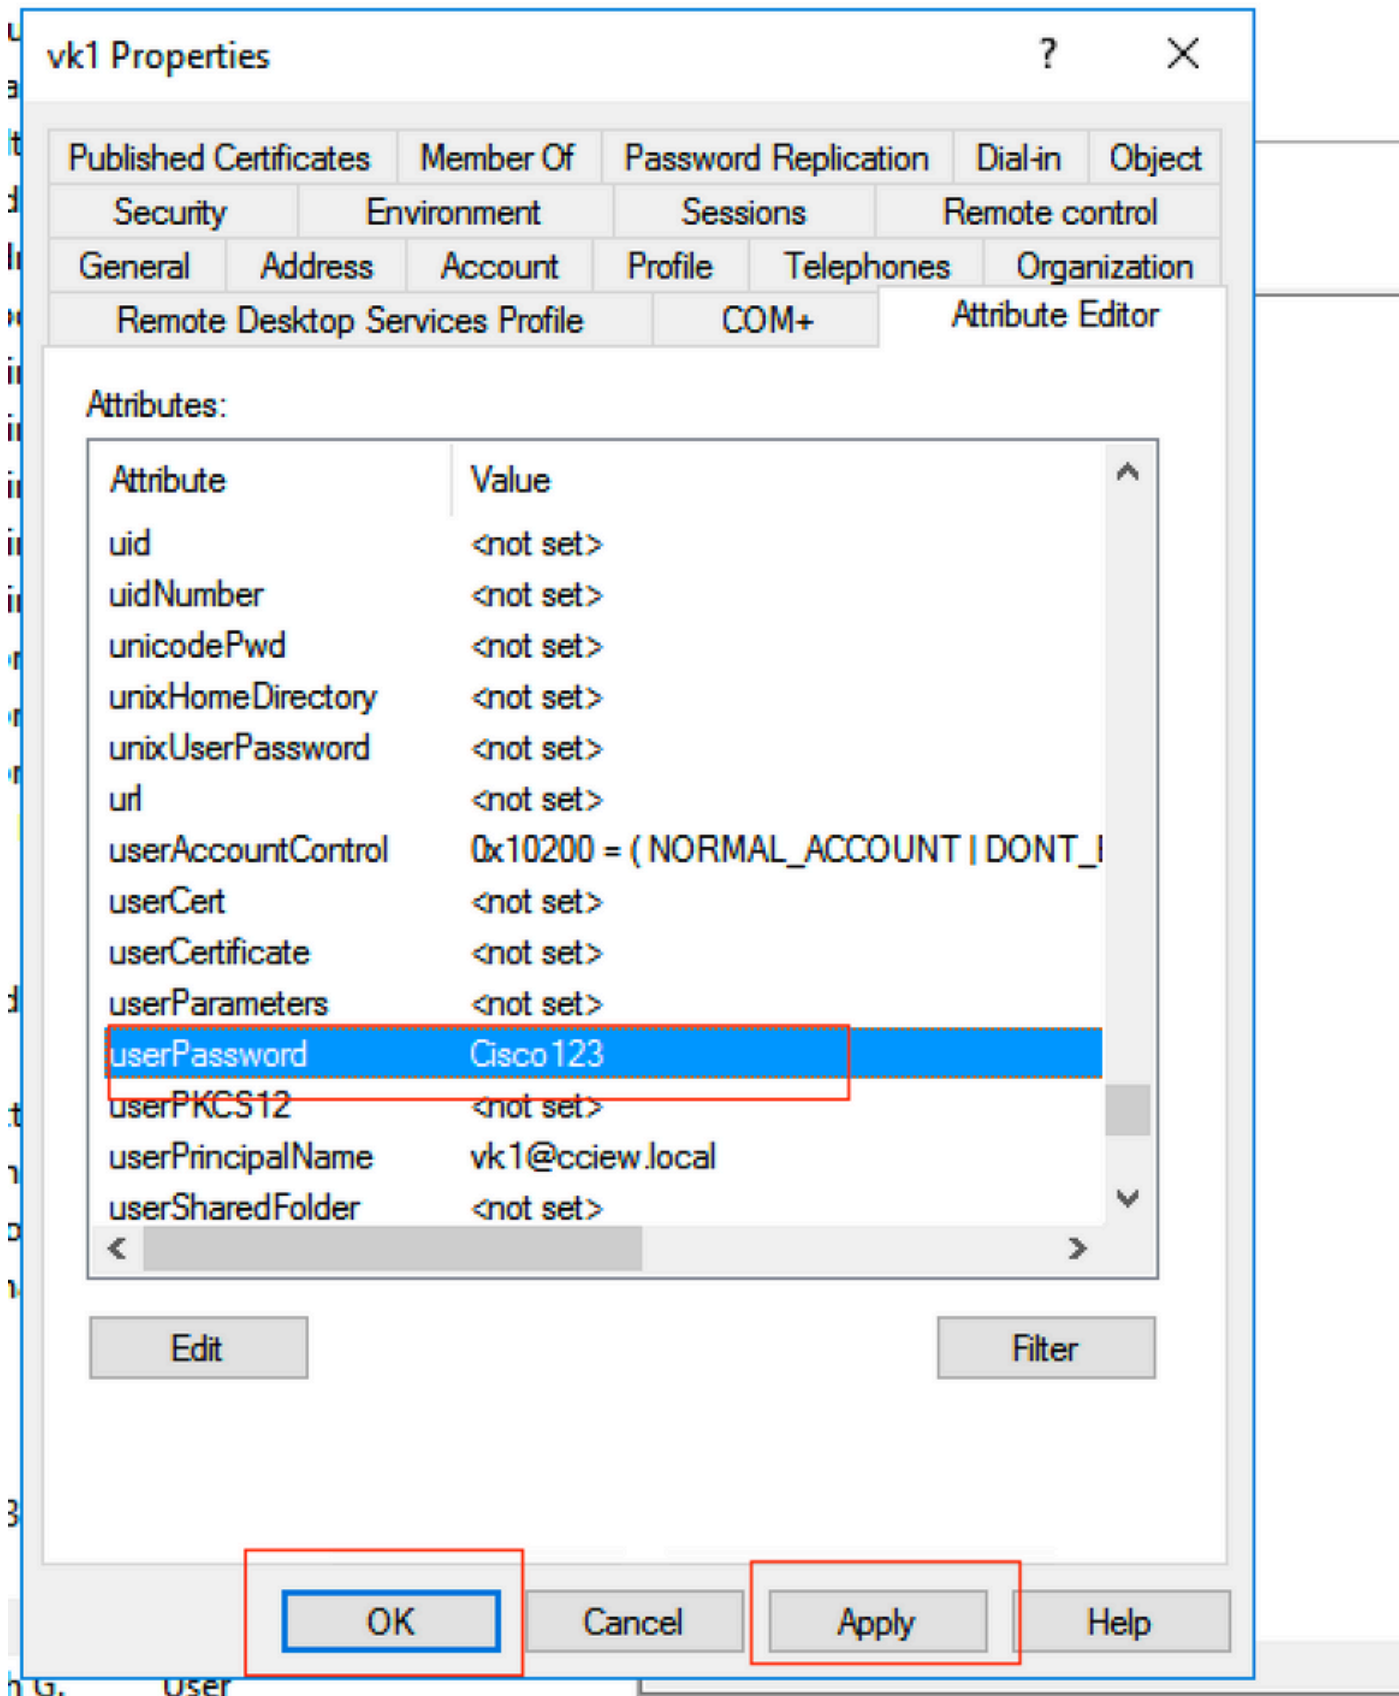 vk1 Properties
?
Published Certificates Member Of Password Replication Dial-in Object
Security Environment Sessions Remote control
General Address Account Profile Telephones Organization
Remote Desktop Services Profile COM+ Attribute Editor
Attributes:
Attribute Value
uid <not set>
uidNumber <not set>
unicodePwd <not set>
unixHomeDirectory <not set>
unixUserPassword <not set>
url <not set>
userAccountControl 0x10200 = ( NORMAL_ACCOUNT | DONT_
userCert <not set>
userCertificate <not set>
userParameters <not set>
userPassword Cisco123
userPKCS12 <not set>
userPrincipalName vk1@cciew.local
userSharedFolder <not set>
Edit Filter
OK Cancel Apply Help
G. User